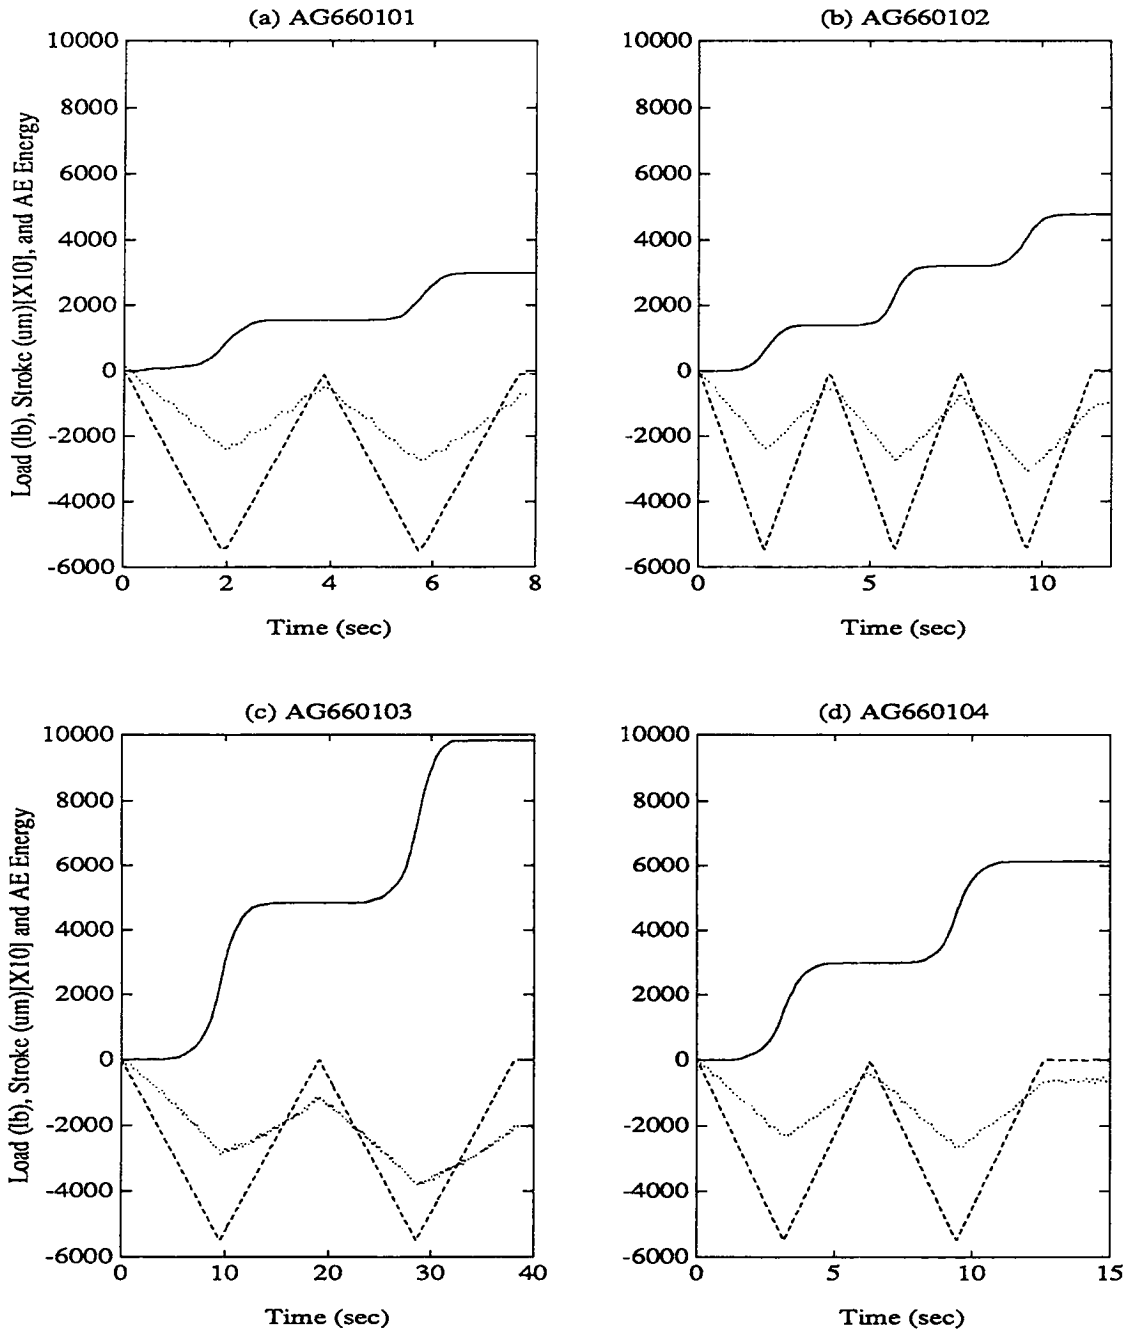 (a) AG660101
(b) AG660102
10000
8000
6000
4000
2000
0
-2000
-4000
-6000
0 2 4 6 8
Time (sec)
Load (lb), Stroke (um)[X10], and AE Energy
10000
8000
6000
4000
2000
0
-2000
-4000
-6000
0 5 10
Time (sec)
(c) AG660103
(d) AG660104
10000
8000
6000
4000
2000
0
-2000
-4000
-6000
0 10 20 30 40
Time (sec)
Load (lb), Stroke (um)[X10] and AE Energy
10000
8000
6000
4000
2000
0
-2000
-4000
-6000
0 5 10 15
Time (sec)